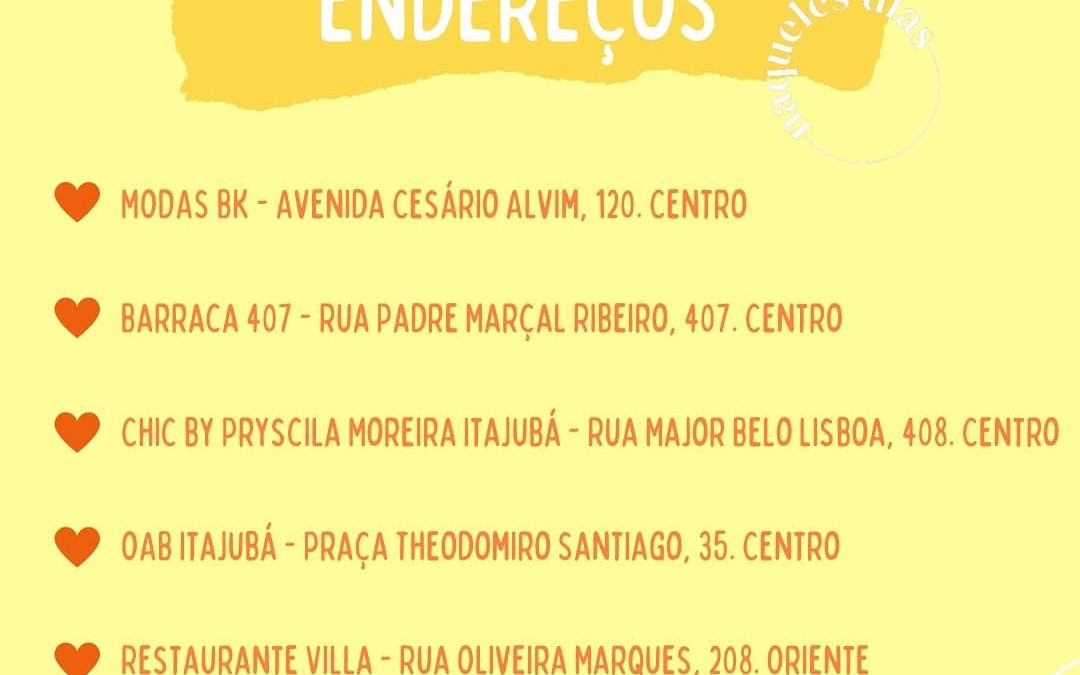 ENDEREÇOS
naqueles dias
MODAS BK - AVENIDA CESÁRIO ALVIM, 120. CENTRO
BARRACA 407 - RUA PADRE MARÇAL RIBEIRO, 407. CENTRO
CHIC BY PRYSCILA MOREIRA ITAJUBÁ - RUA MAJOR BELO LISBOA, 408. CENTRO
OAB ITAJUBÁ - PRAÇA THEODOMIRO SANTIAGO, 35. CENTRO
RESTAURANTE VILLA - RUA OLIVEIRA MARQUES, 208. ORIENTE